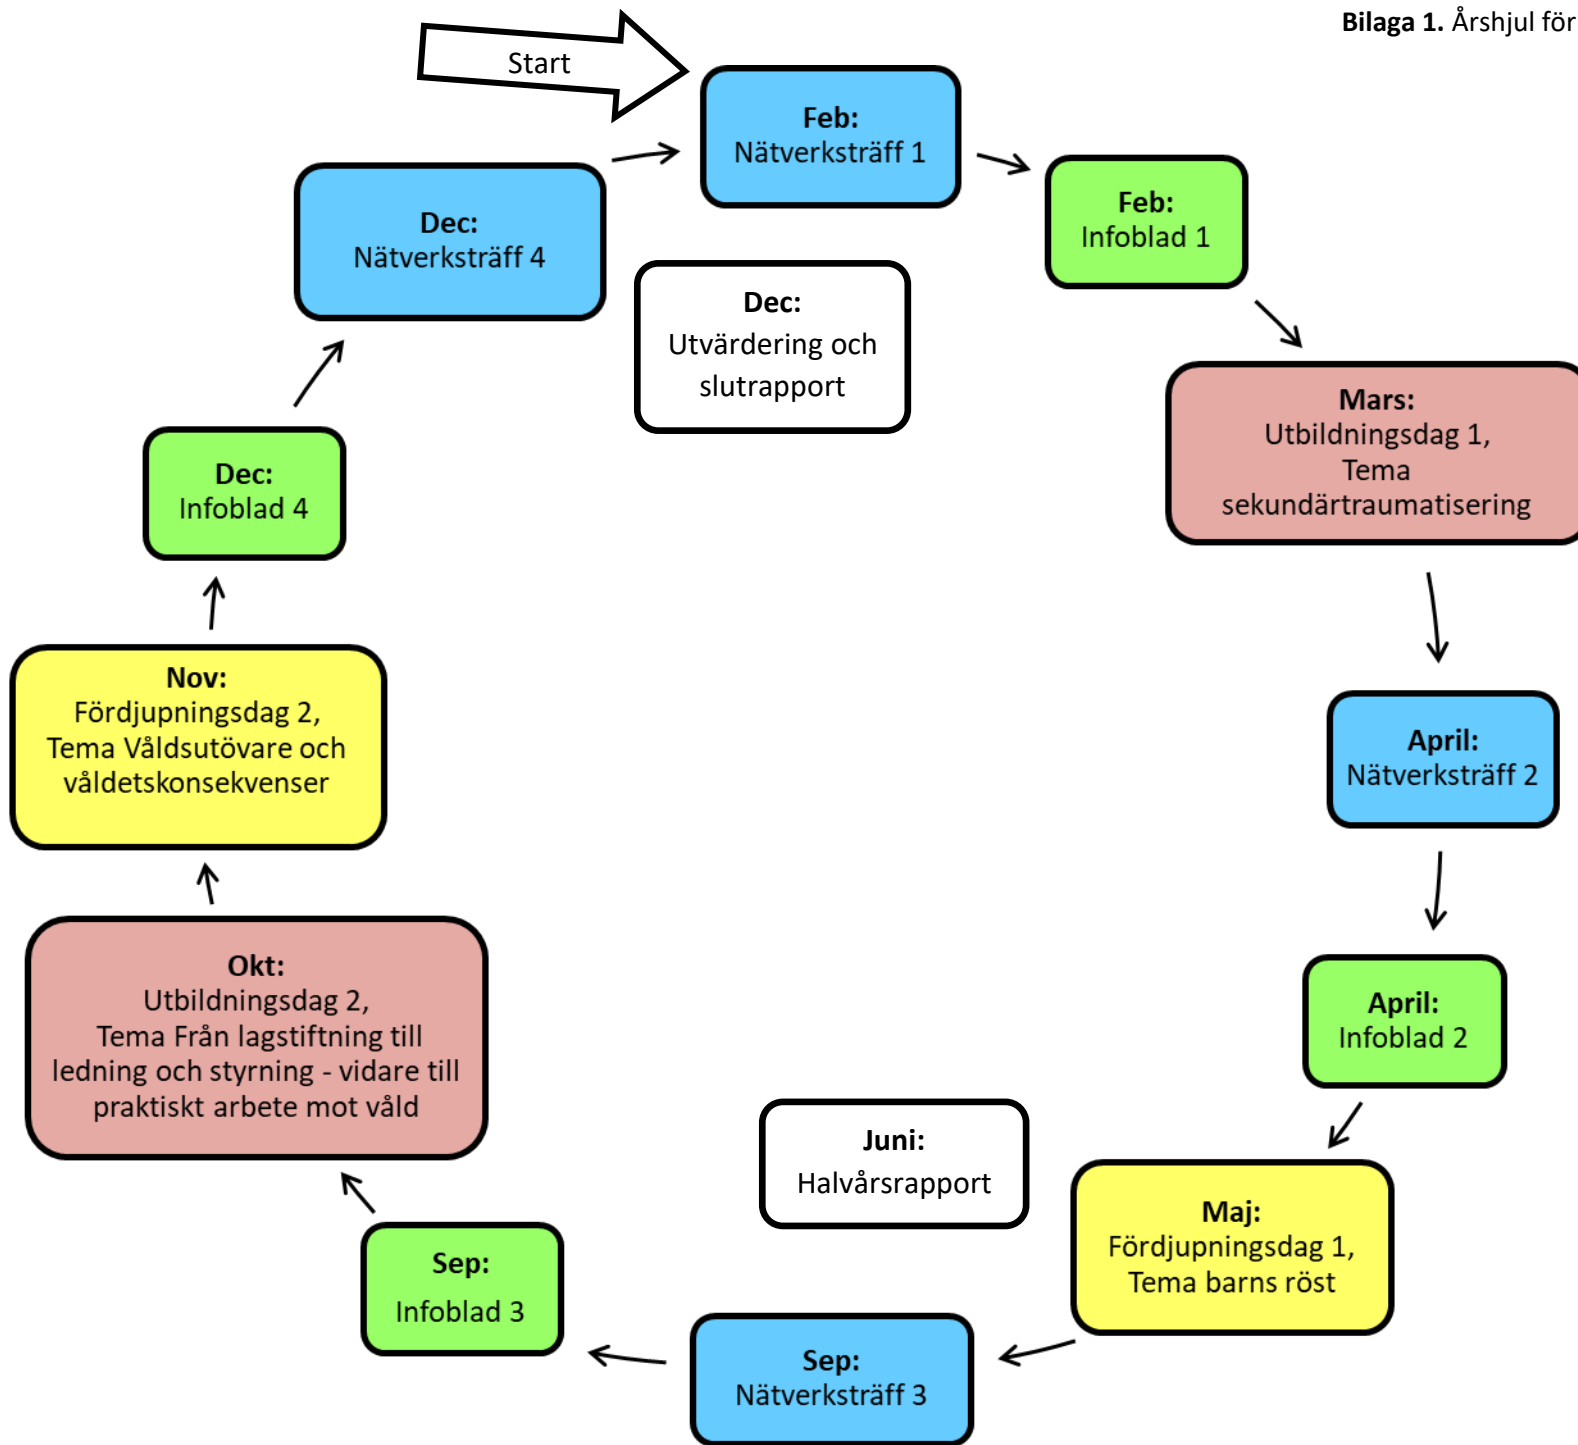 Bilaga 1. Årshjul för
Start
Feb:
Nätverksträff 1
Feb:
Infoblad 1
Mars:
Utbildningsdag 1,
Tema
sekundärtraumatisering
April:
Nätverksträff 2
April:
Infoblad 2
Maj:
Fördjupningsdag 1,
Tema barns röst
Juni:
Halvårsrapport
Sep:
Nätverksträff 3
Sep:
Infoblad 3
Okt:
Utbildningsdag 2,
Tema Från lagstiftning till
ledning och styrning - vidare till
praktiskt arbete mot våld
Nov:
Fördjupningsdag 2,
Tema Våldsutövare och
våldetskonsekvenser
Dec:
Infoblad 4
Dec:
Nätverksträff 4
Dec:
Utvärdering och
slutrapport